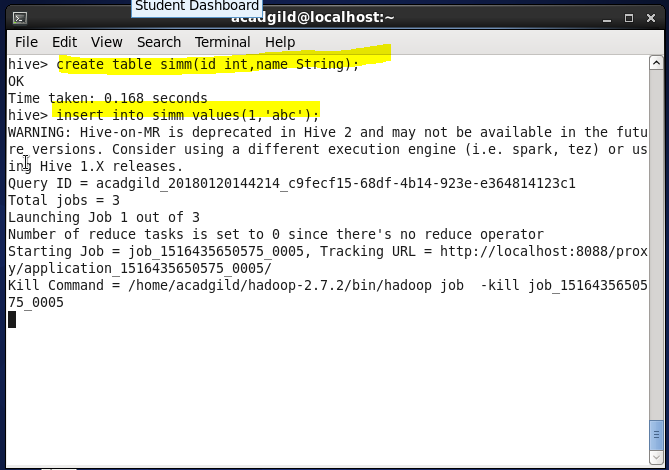 Student Dashboard
acadgild@localhost:~
File Edit View Search Terminal Help
hive> create table simm(id int,name String);
OK
Time taken: 0.168 seconds
hive> insert into simm values(1,'abc');
WARNING: Hive-on-MR is deprecated in Hive 2 and may not be available in the futu
re versions. Consider using a different execution engine (i.e. spark, tez) or us
ing Hive 1.X releases.
Query ID = acadgild_20180120144214_c9fecf15-68df-4b14-923e-e364814123c1
Total jobs = 3
Launching Job 1 out of 3
Number of reduce tasks is set to 0 since there's no reduce operator
Starting Job = job_1516435650575_0005, Tracking URL = http://localhost:8088/prox
y/application_1516435650575_0005/
Kill Command = /home/acadgild/hadoop-2.7.2/bin/hadoop job  -kill job_15164356505
75_0005